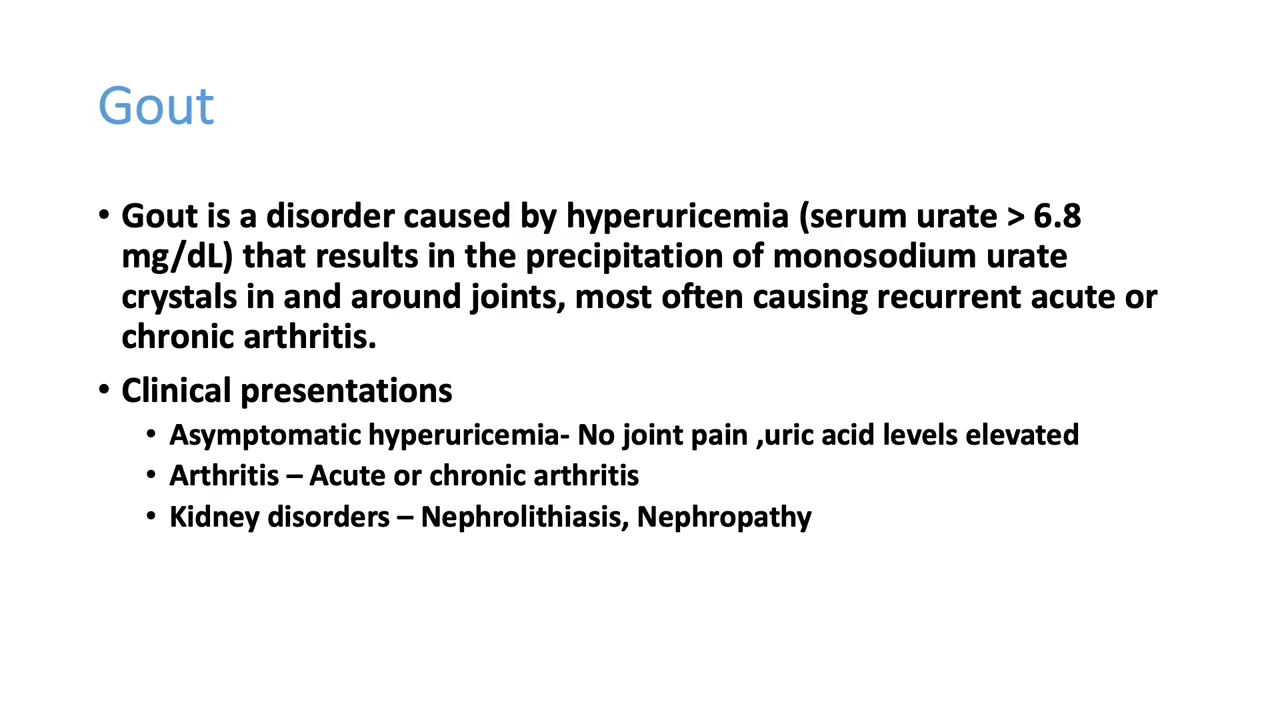 Gout
• Gout is a disorder caused by hyperuricemia (serum urate > 6.8
mg/dL) that results in the precipitation of monosodium urate
crystals in and around joints, most often causing recurrent acute or
chronic arthritis.
• Clinical presentations
• Asymptomatic hyperuricemia- No joint pain ,uric acid levels elevated
• Arthritis – Acute or chronic arthritis
• Kidney disorders – Nephrolithiasis, Nephropathy